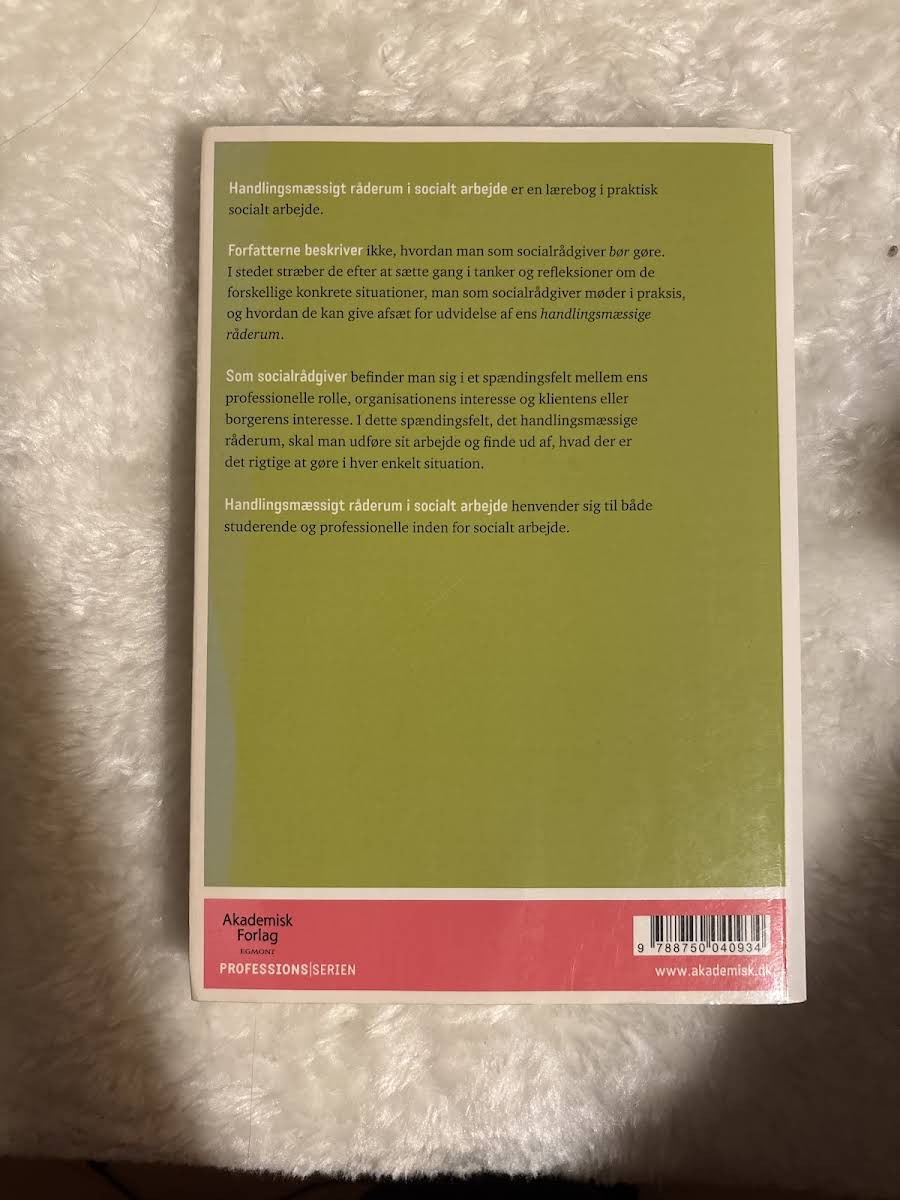 Handlingsmæssigt råderum i socialt arbejde er en lærebog i praktisk
socialt arbejde.
Forfatterne beskriver ikke, hvordan man som socialrådgiver bør gøre.
I stedet stræber de efter at sætte gang i tanker og refleksioner om de
forskellige konkrete situationer, man som socialrådgiver møder i praksis,
og hvordan de kan give afsæt for udvidelse af ens handlingsmæssige
råderum.
Som socialrådgiver befinder man sig i et spændingsfelt mellem ens
professionelle rolle, organisationens interesse og klientens eller
borgerens interesse. I dette spændingsfelt, det handlingsmæssige
råderum, skal man udføre sit arbejde og finde ud af, hvad der er
det rigtige at gøre i hver enkelt situation.
Handlingsmæssigt råderum i socialt arbejde henvender sig til både
studerende og professionelle inden for socialt arbejde.
Akademisk
Forlag
EGMONT
PROFESSIONS|SERIEN
9 788750 040934
www.akademisk.dk